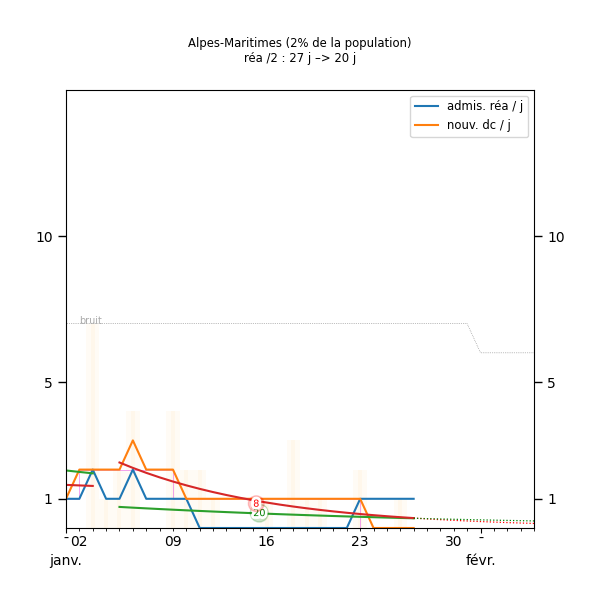 Alpes-Maritimes (2% de la population)
réa /2 : 27 j –> 20 j
admis. réa / j
nouv. dc / j
10 10
bruit
5 5
1 1
8
20
02 09 16 23 30 -
janv. févr.